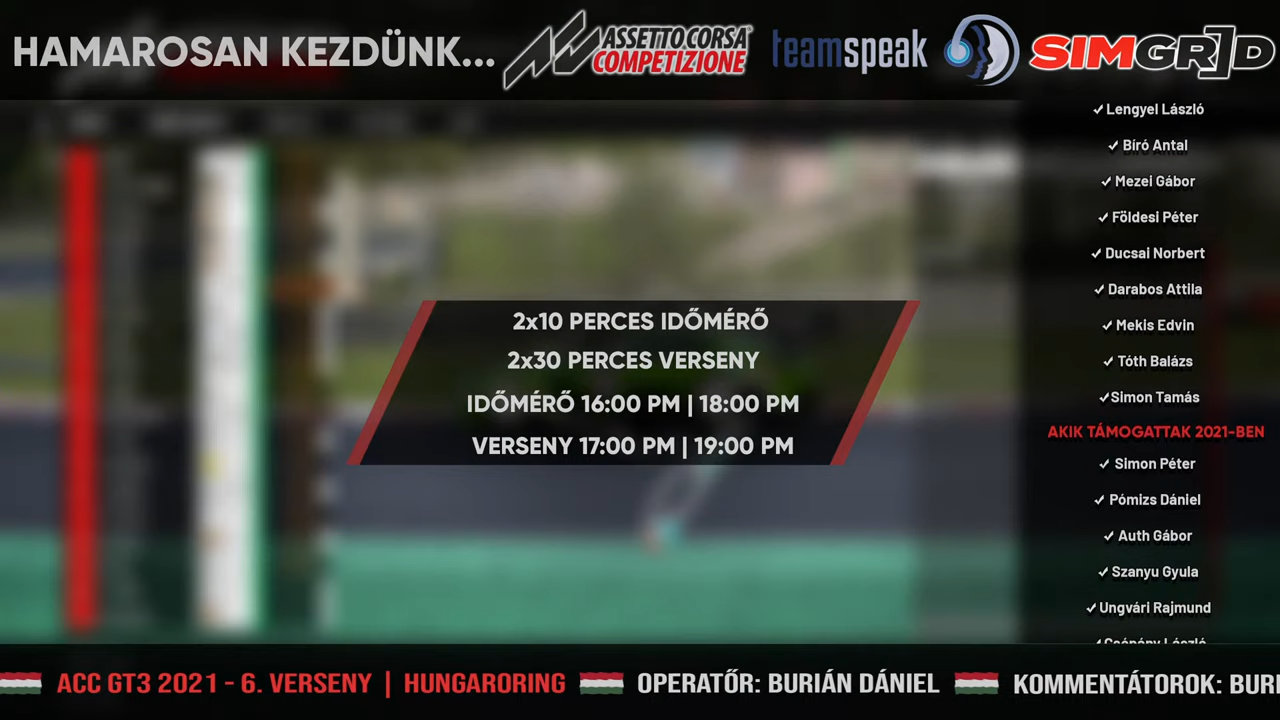 HAMAROSAN KEZDÜNK...
ASSETTO CORSA
COMPETIZIONE
teamspeak
SIMGRID
2x10 PERCES IDŐMÉRŐ
2x30 PERCES VERSENY
IDŐMÉRŐ 16:00 PM | 18:00 PM
VERSENY 17:00 PM | 19:00 PM
✓ Lengyel László
✓ Bíró Antal
✓ Mezei Gábor
✓ Földesi Péter
✓ Ducsai Norbert
✓ Darabos Attila
✓ Mekis Edvin
✓ Tóth Balázs
✓Simon Tamás
AKIK TÁMOGATTAK 2021-BEN
✓ Simon Péter
✓ Pómizs Dániel
✓ Auth Gábor
✓ Szanyu Gyula
✓ Ungvári Rajmund
ACC GT3 2021 - 6. VERSENY | HUNGARORING OPERATŐR: BURIÁN DÁNIEL KOMMENTÁTOROK: BURI